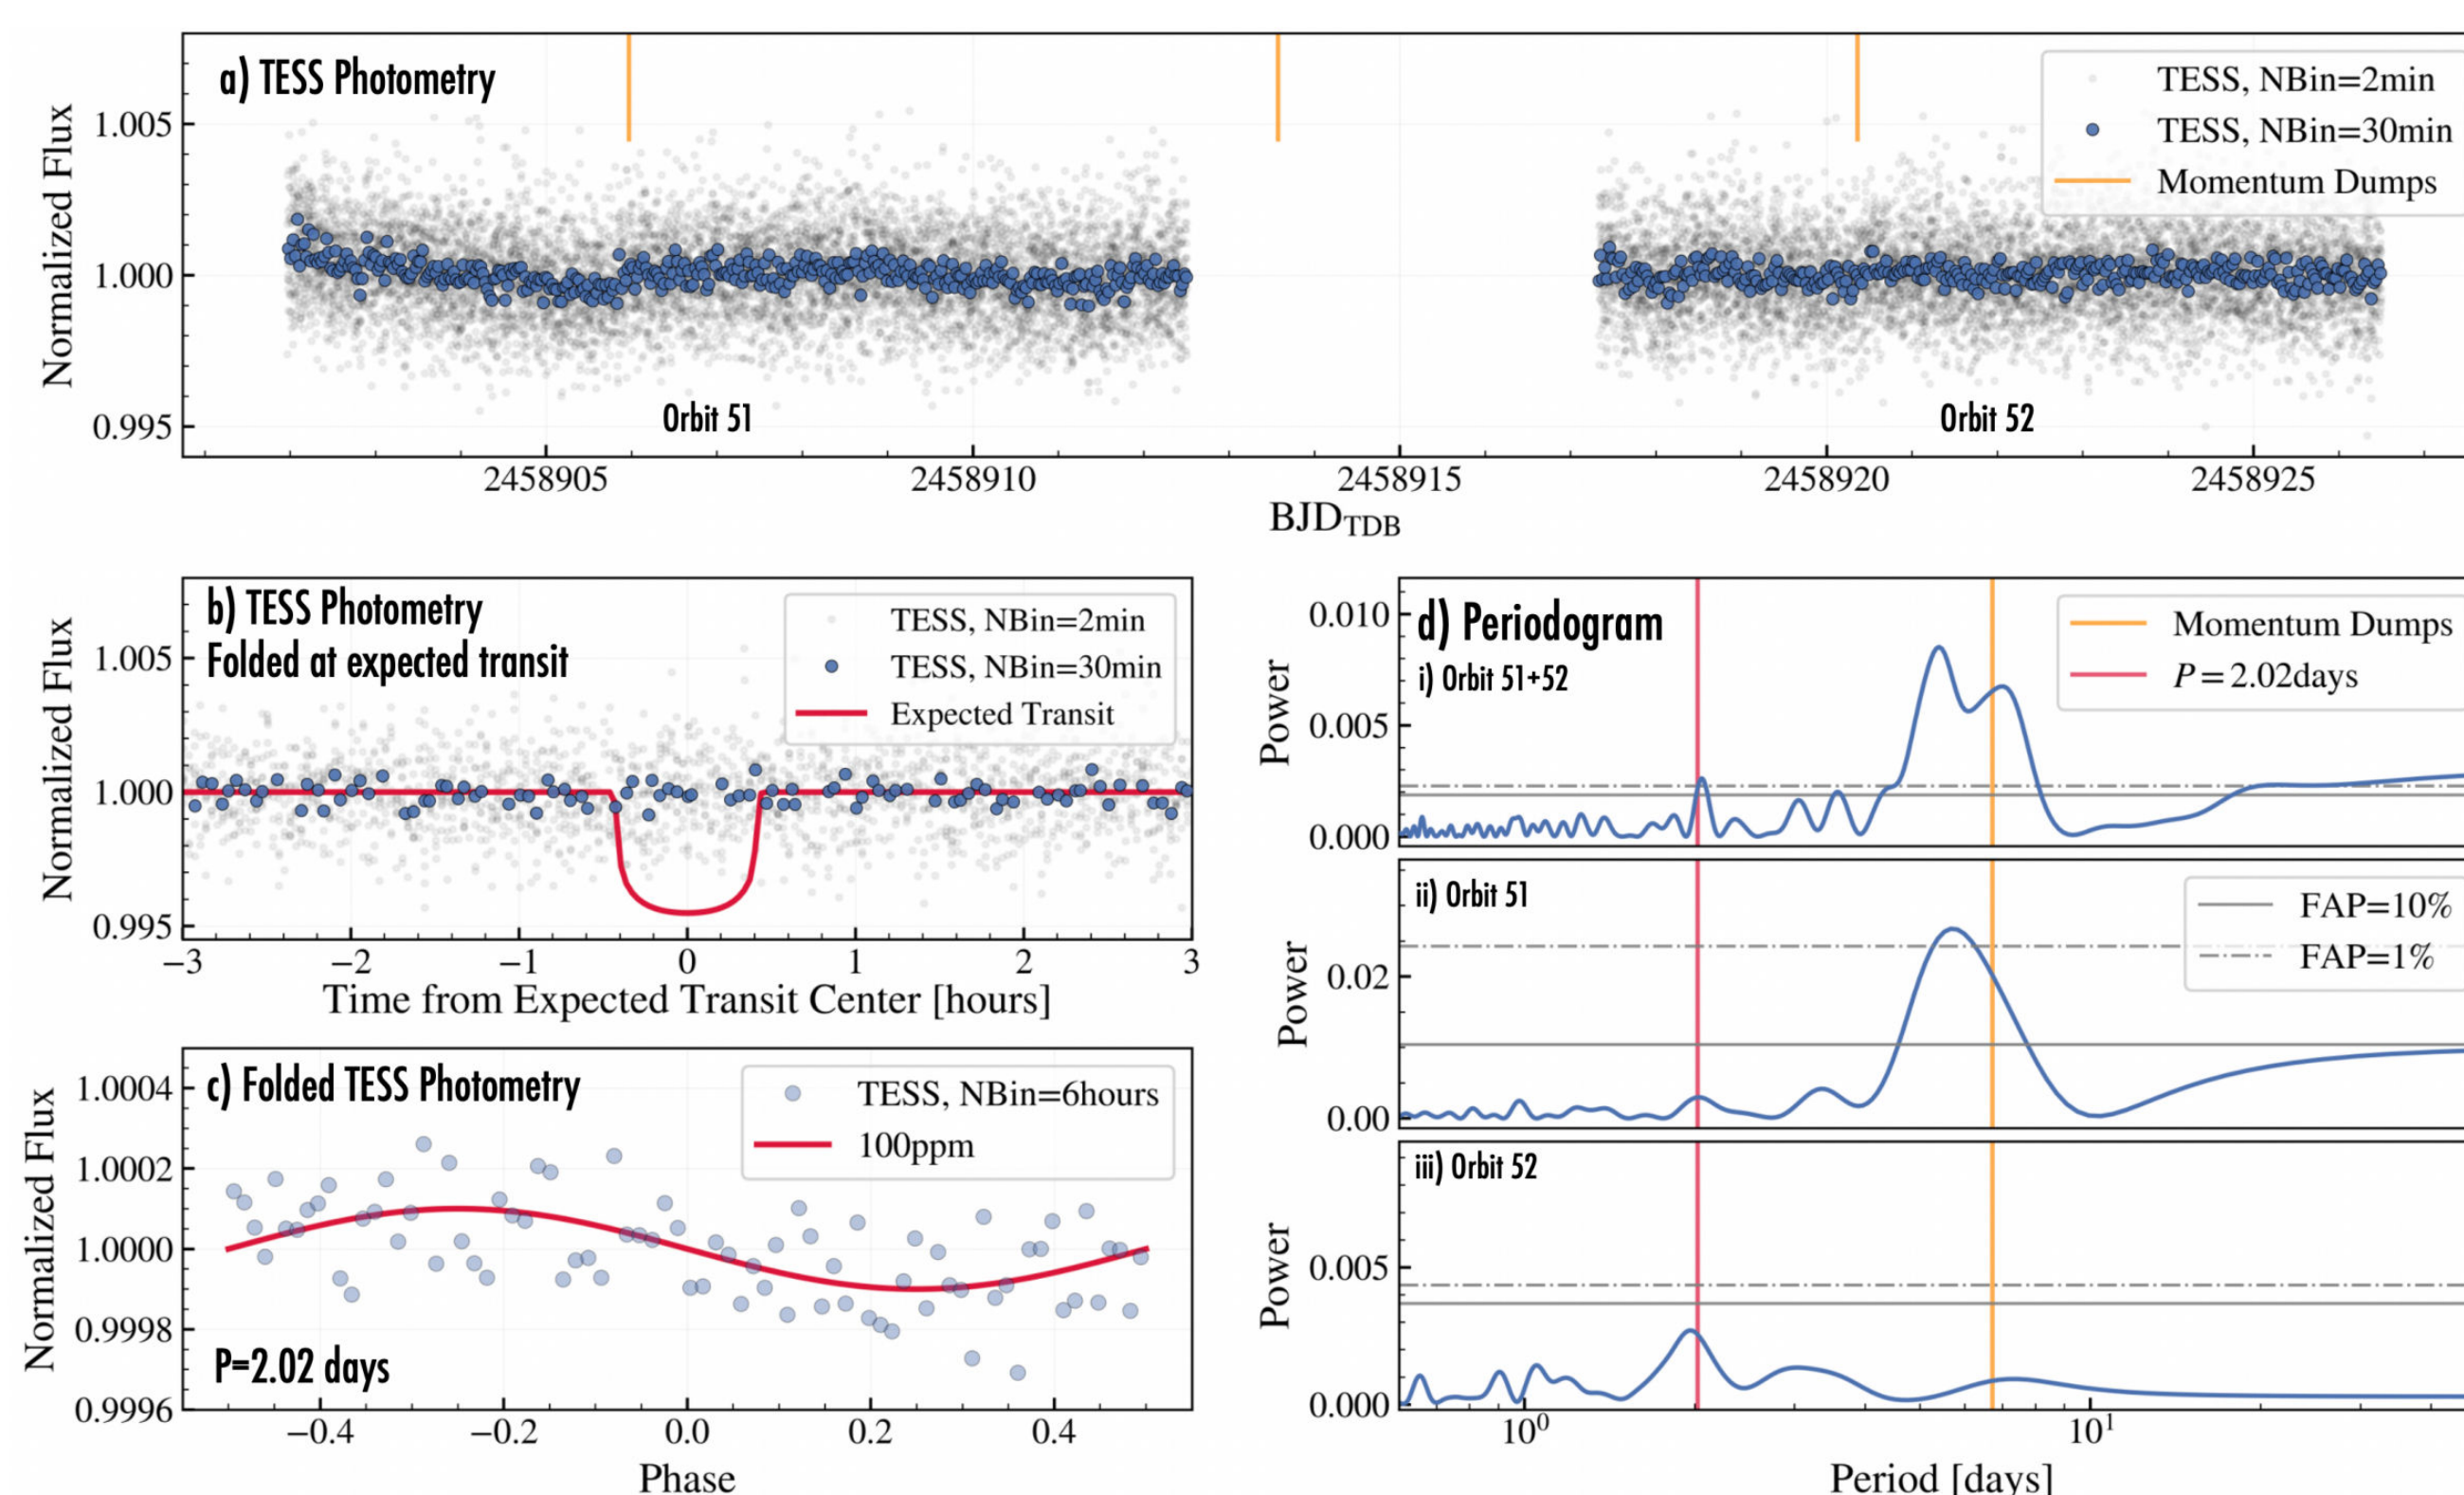 a) TESS Photometry
TESS, NBin=2min
TESS, NBin=30min
Momentum Dumps
Normalized Flux
1.005
1.000
0.995
Orbit 51
Orbit 52
2458905
2458910
2458915
2458920
2458925
BJD_TDB
b) TESS Photometry
Folded at expected transit
TESS, NBin=2min
TESS, NBin=30min
Expected Transit
Normalized Flux
1.005
1.000
0.995
−3
−2
−1
0
1
2
3
Time from Expected Transit Center [hours]
c) Folded TESS Photometry
TESS, NBin=6hours
100ppm
Normalized Flux
1.0004
1.0002
1.0000
0.9998
0.9996
P=2.02 days
−0.4
−0.2
0.0
0.2
0.4
Phase
d) Periodogram
i) Orbit 51+52
Momentum Dumps
P = 2.02days
Power
0.010
0.005
0.000
ii) Orbit 51
FAP=10%
FAP=1%
Power
0.02
0.00
iii) Orbit 52
Power
0.005
0.000
10⁰
10¹
Period [days]